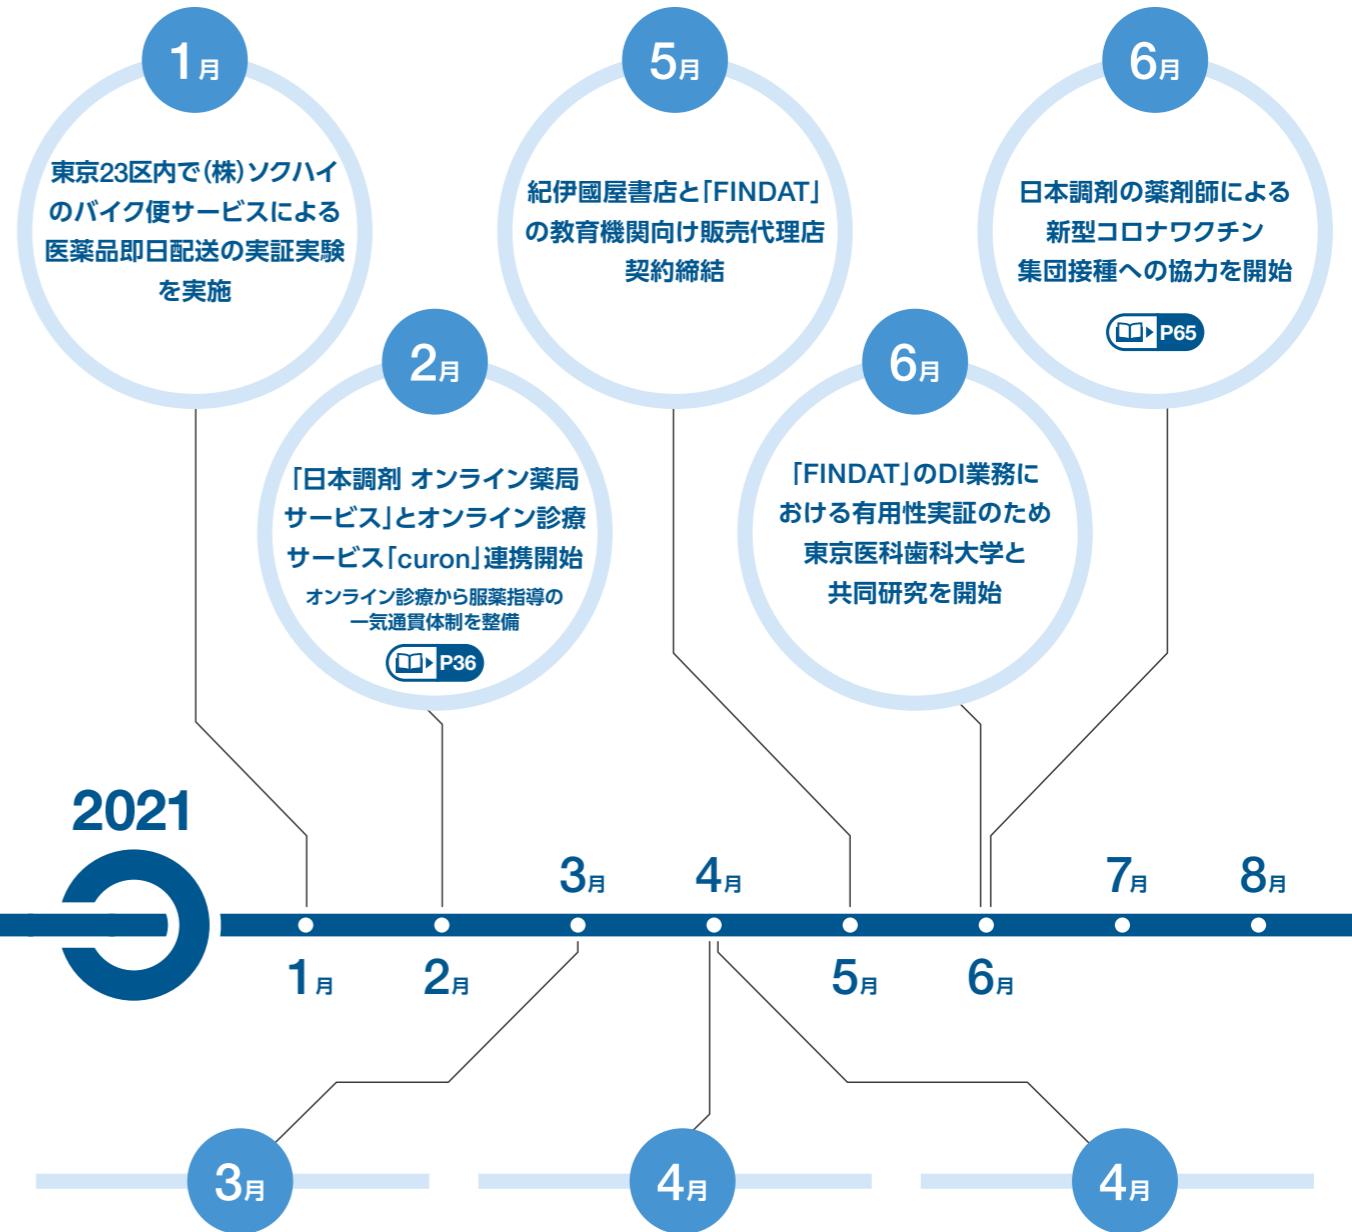 1月
東京23区内で(株)ソクハイ
のバイク便サービスによる
医薬品即日配送の実証実験
を実施
5月
紀伊國屋書店と「FINDAT」
の教育機関向け販売代理店
契約締結
6月
日本調剤の薬剤師による
新型コロナワクチン
集団接種への協力を開始
P65
2月
「日本調剤 オンライン薬局
サービス」とオンライン診療
サービス「curon」連携開始
オンライン診療から服薬指導の
一気通貫体制を整備
P36
6月
「FINDAT」のDI業務に
おける有用性実証のため
東京医科歯科大学と
共同研究を開始
2021
3月
4月
7月
8月
1月
2月
5月
6月
3月
4月
4月